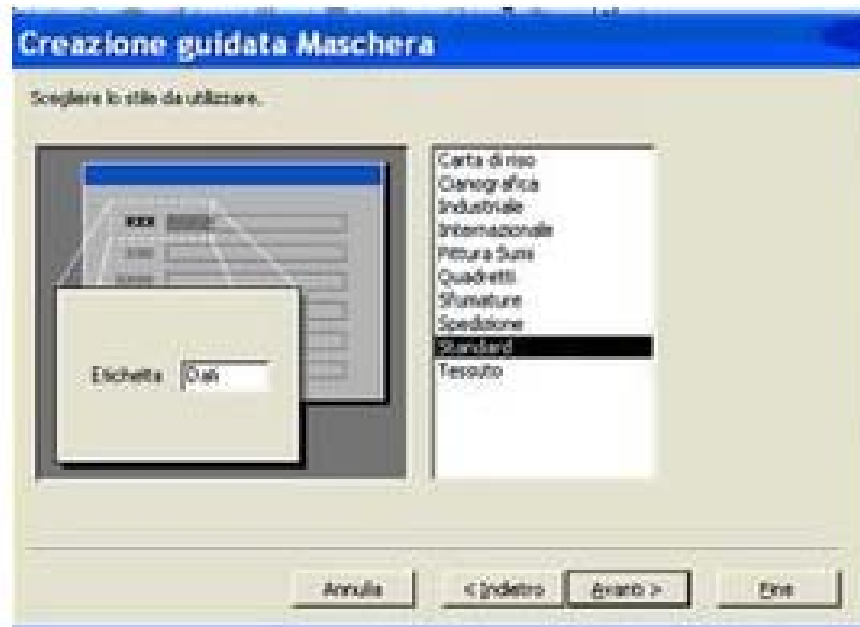 Creazione guidata Maschera
Scegliere lo stile da utilizzare.
Carta di riso
Cianografica
Industriale
Internazionale
Pittura Sumi
Quadretti
Sfumature
Spedizione
Standard
Tessuto
Etichetta Dati
Annulla
< Indietro
Avanti >
Fine